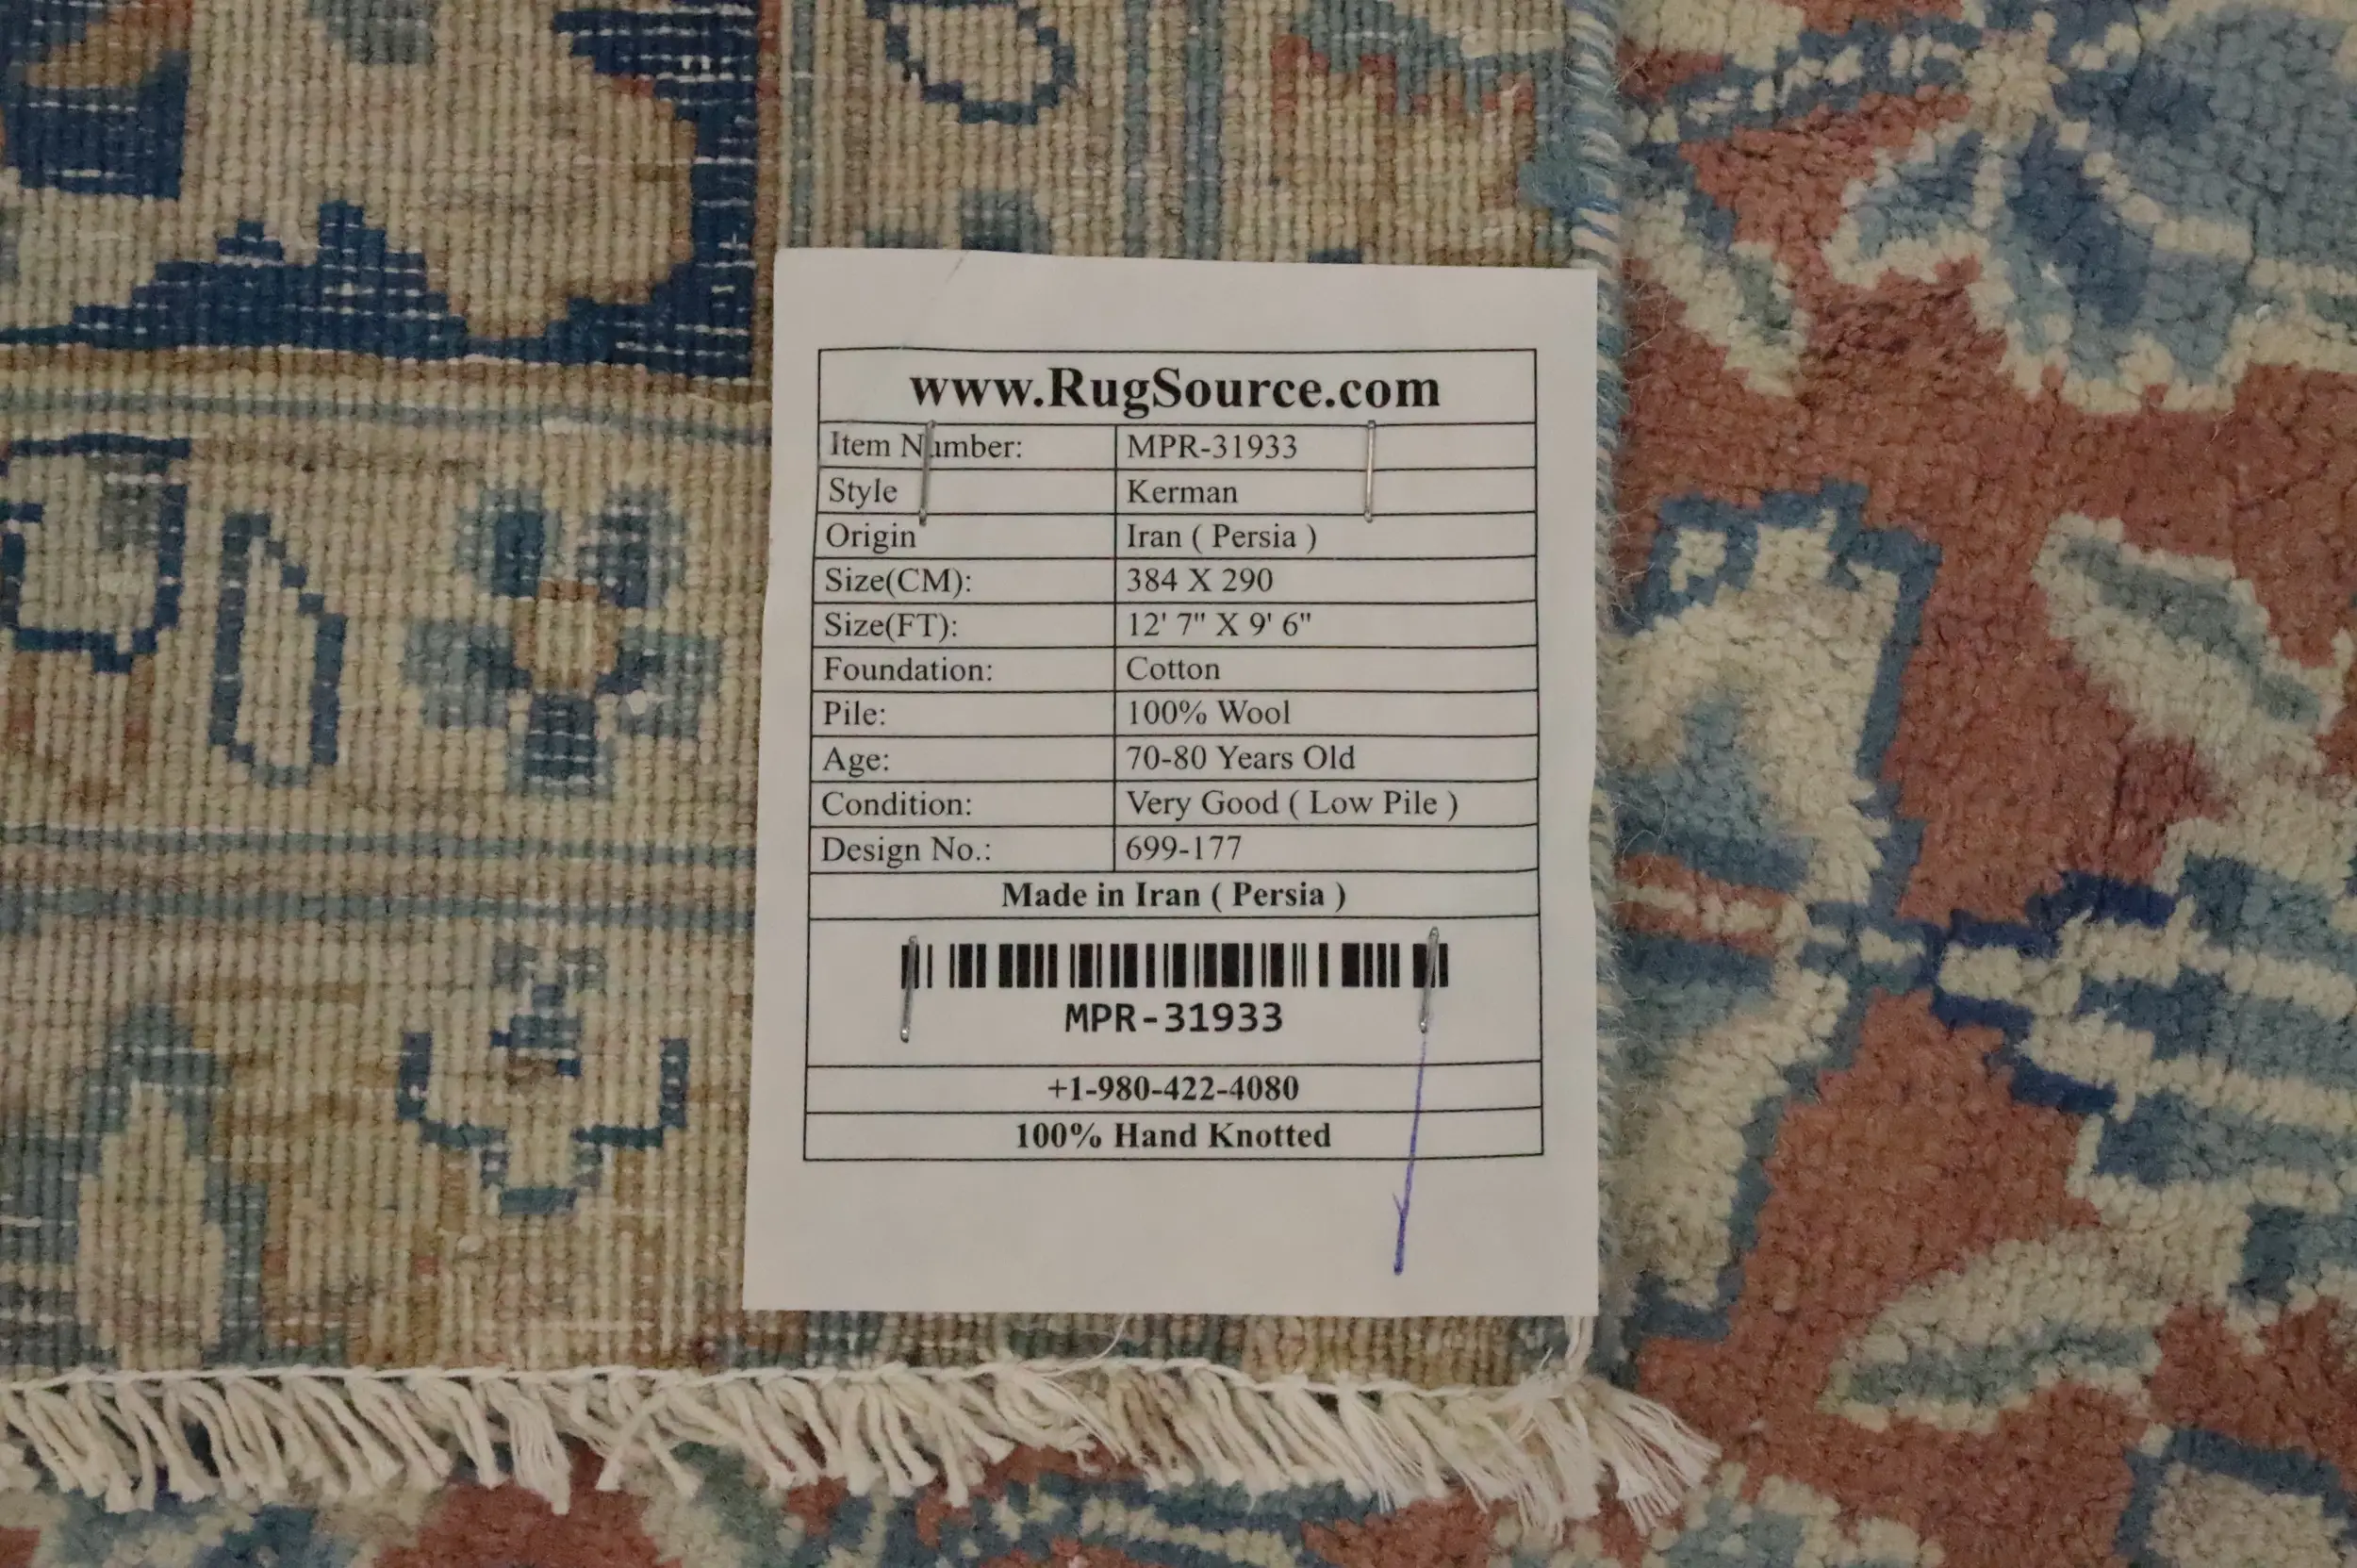 www.RugSource.com
Item Number: MPR-31933
Style Kerman
Origin Iran ( Persia )
Size(CM): 384 X 290
Size(FT): 12' 7" X 9' 6"
Foundation: Cotton
Pile: 100% Wool
Age: 70-80 Years Old
Condition: Very Good ( Low Pile )
Design No.: 699-177
Made in Iran ( Persia )
MPR-31933
+1-980-422-4080
100% Hand Knotted